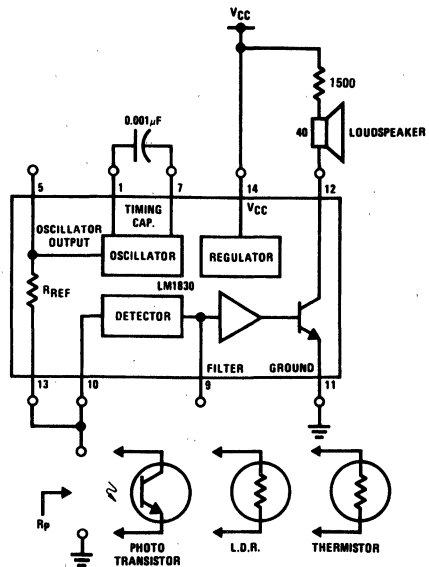 VCC
1500
0.001μF
40
LOUDSPEAKER
5
1
7
14
12
TIMING
CAP.
VCC
OSCILLATOR
OUTPUT
OSCILLATOR
REGULATOR
LM1830
RREF
DETECTOR
FILTER
GROUND
13
10
9
11
RP
PHOTO
TRANSISTOR
L.D.R.
THERMISTOR